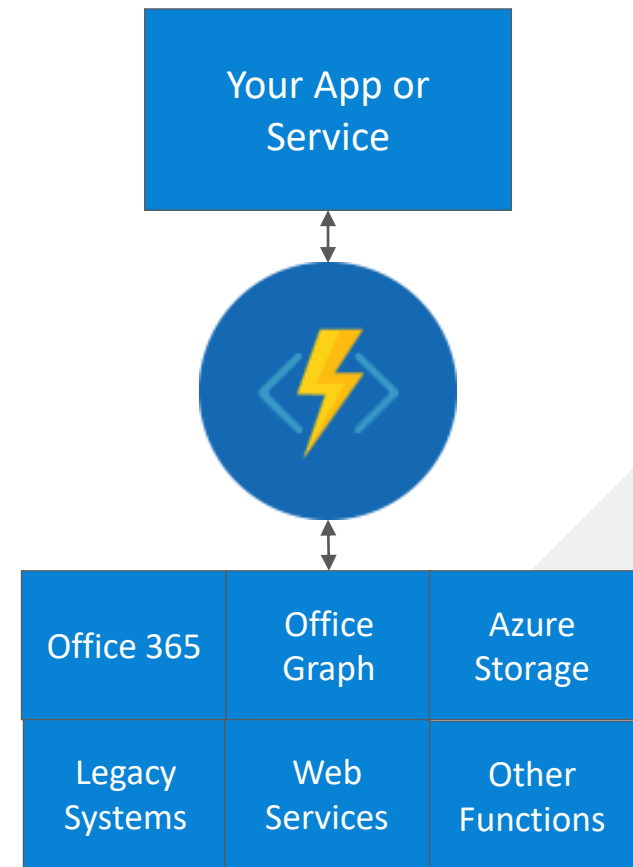 Your App or
Service
Office 365
Office
Graph
Azure
Storage
Legacy
Systems
Web
Services
Other
Functions